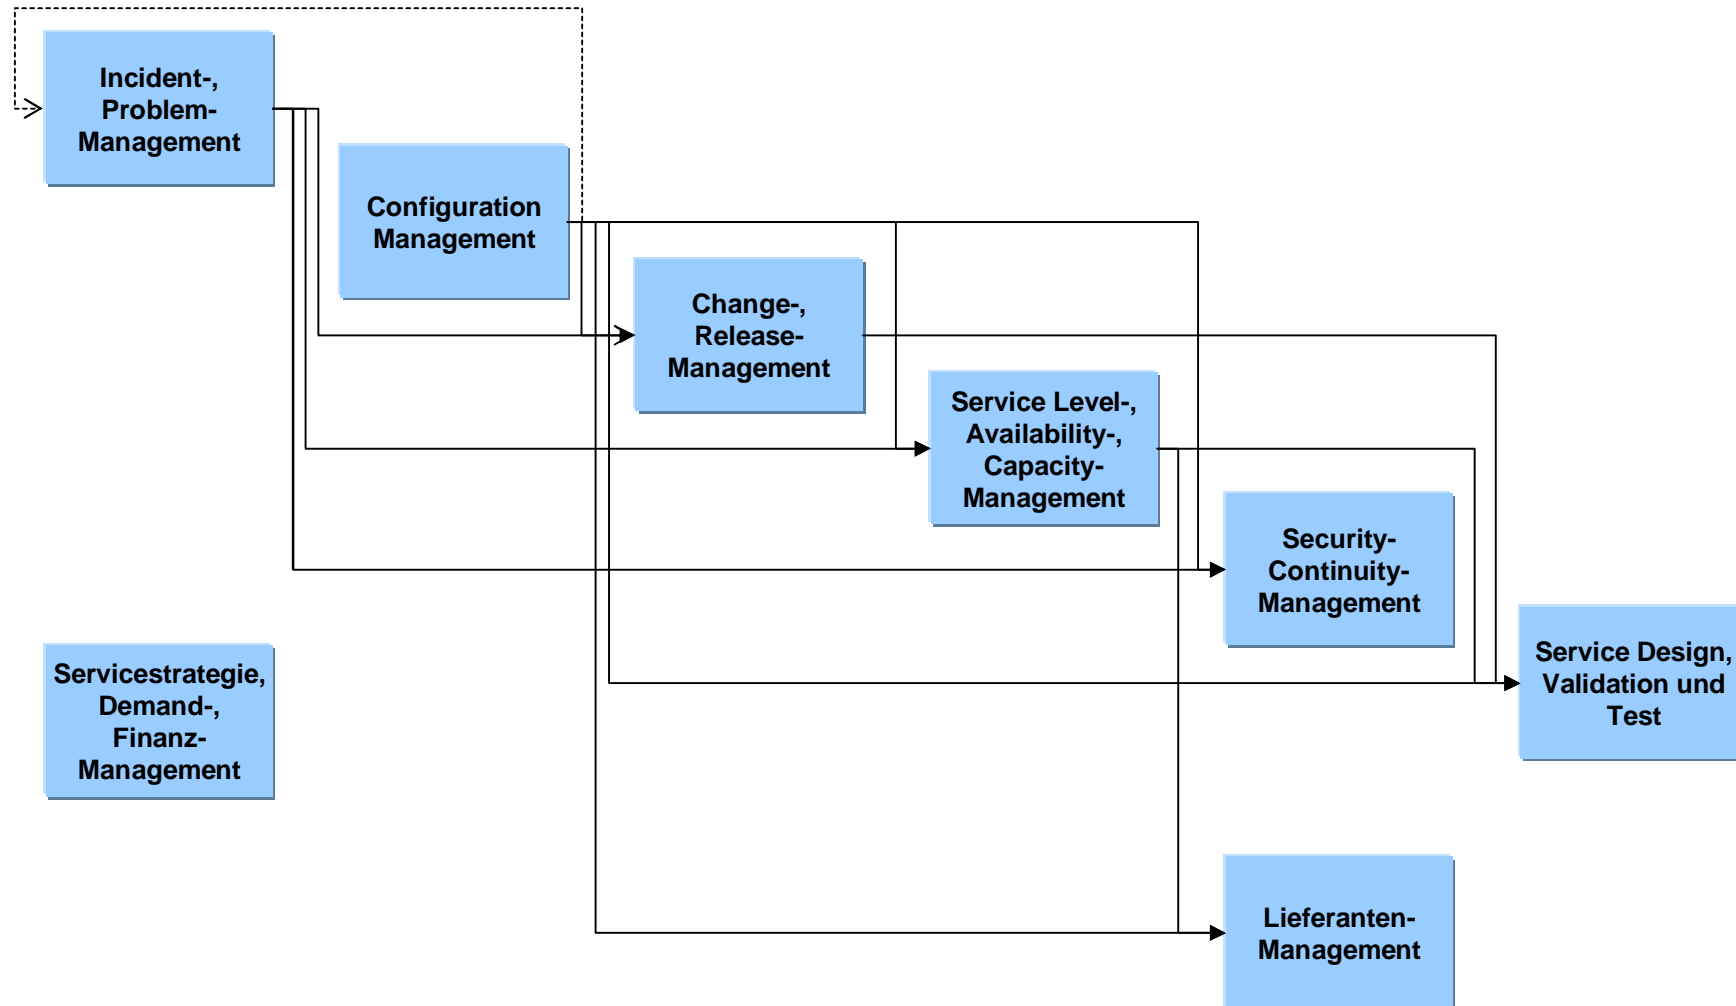 Incident-,
Problem-
Management
Configuration
Management
Change-,
Release-
Management
Service Level-,
Availability-,
Capacity-
Management
Security-
Continuity-
Management
Service Design,
Validation und
Test
Servicestrategie,
Demand-,
Finanz-
Management
Lieferanten-
Management